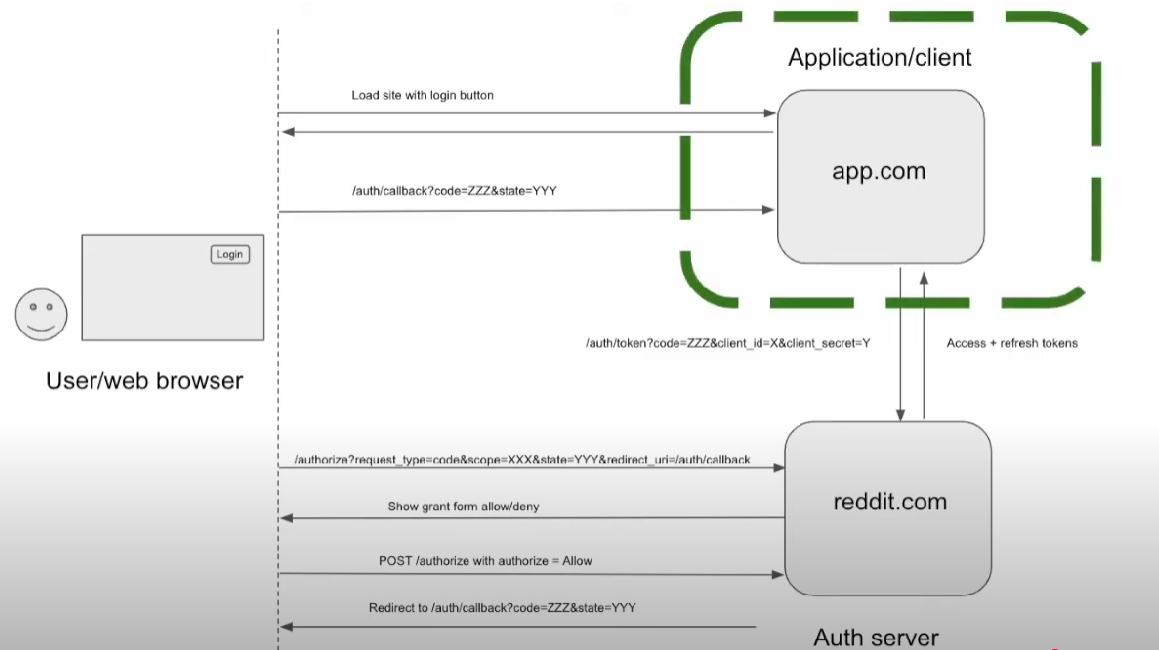 Application/client
Load site with login button
app.com
/auth/callback?code=ZZZ&state=YYY
Login
User/web browser
/auth/token?code=ZZZ&client_id=X&client_secret=Y
Access + refresh tokens
/authorize?request_type=code&scope=XXX&state=YYY&redirect_uri=/auth/callback
Show grant form allow/deny
reddit.com
POST /authorize with authorize = Allow
Redirect to /auth/callback?code=ZZZ&state=YYY
Auth server